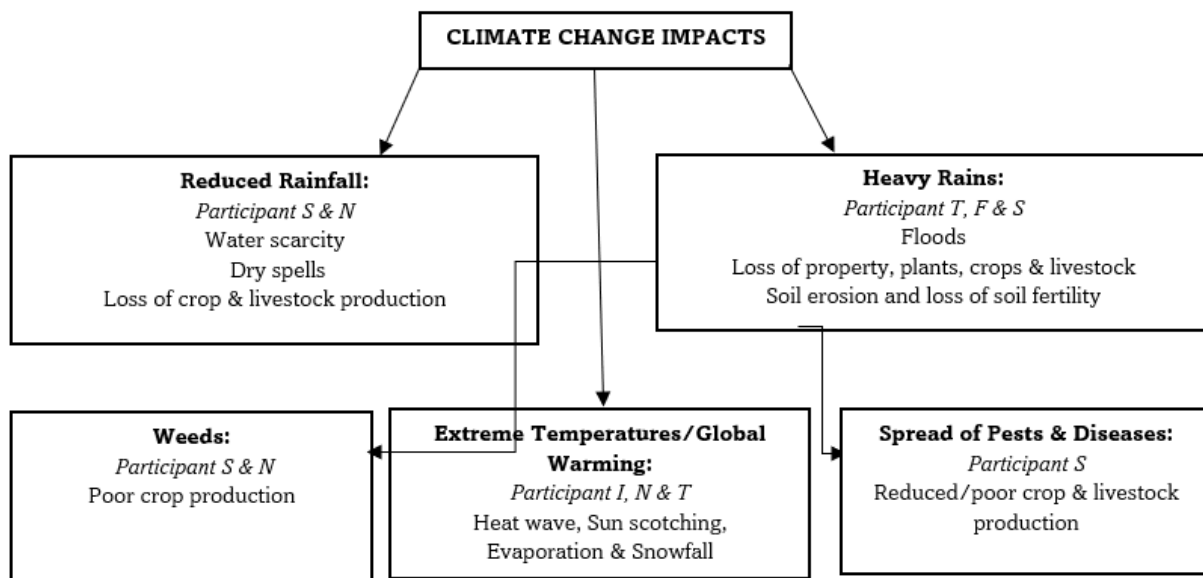 CLIMATE CHANGE IMPACTS
Reduced Rainfall:
Participant S & N
Water scarcity
Dry spells
Loss of crop & livestock production
Heavy Rains:
Participant T, F & S
Floods
Loss of property, plants, crops & livestock
Soil erosion and loss of soil fertility
Weeds:
Participant S & N
Poor crop production
Extreme Temperatures/Global
Warming:
Participant I, N & T
Heat wave, Sun scotching,
Evaporation & Snowfall
Spread of Pests & Diseases:
Participant S
Reduced/poor crop & livestock
production